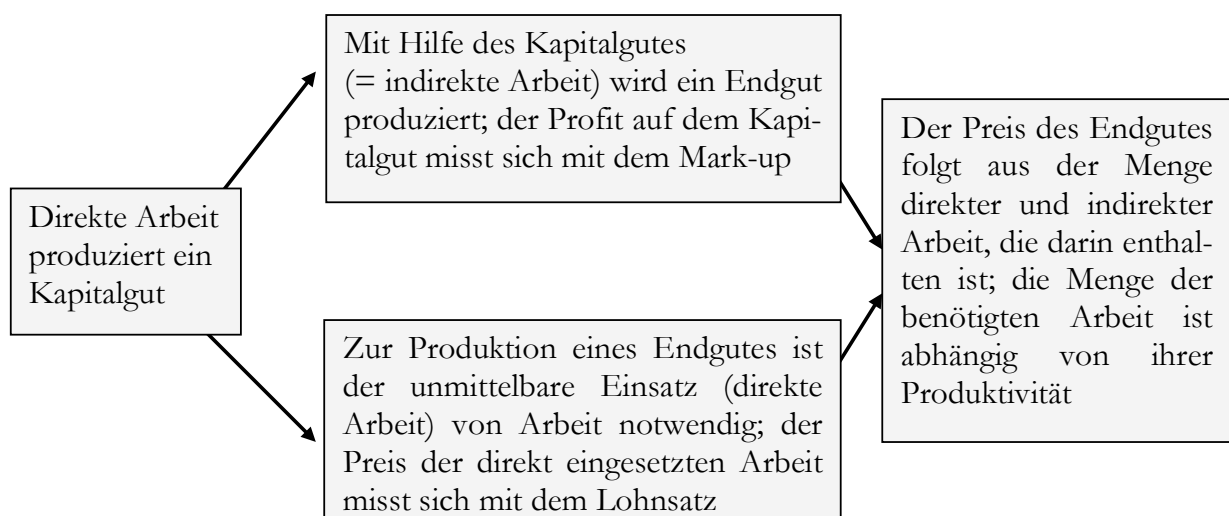 Direkte Arbeit
produziert ein
Kapitalgut
Mit Hilfe des Kapitalgutes
(= indirekte Arbeit) wird ein Endgut
produziert; der Profit auf dem Kapi-
talgut misst sich mit dem Mark-up
Zur Produktion eines Endgutes ist
der unmittelbare Einsatz (direkte
Arbeit) von Arbeit notwendig; der
Preis der direkt eingesetzten Arbeit
misst sich mit dem Lohnsatz
Der Preis des Endgutes
folgt aus der Menge
direkter und indirekter
Arbeit, die darin enthal-
ten ist; die Menge der
benötigten Arbeit ist
abhängig von ihrer
Produktivität